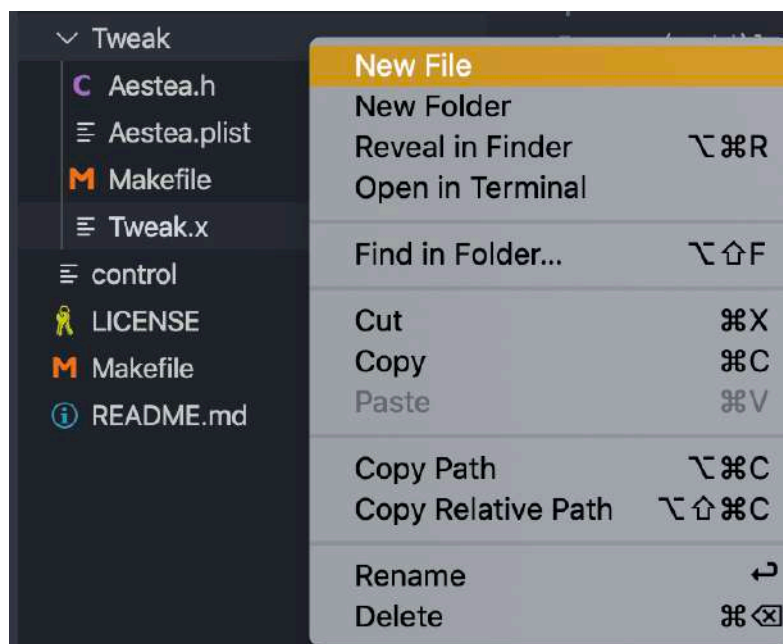 Tweak
C Aestea.h
Aestea.plist
M Makefile
Tweak.x
control
LICENSE
M Makefile
README.md
New File
New Folder
Reveal in Finder ⌥⌘R
Open in Terminal
Find in Folder... ⌥⇧F
Cut ⌘X
Copy ⌘C
Paste ⌘V
Copy Path ⌥⌘C
Copy Relative Path ⌥⇧⌘C
Rename ↩
Delete ⌘⌫